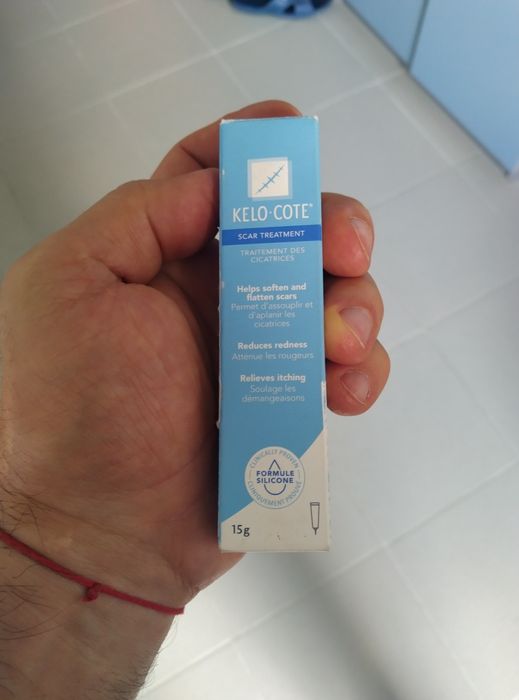 KELO·COTE®
SCAR TREATMENT
TRAITEMENT DES
CICATRICES
Helps soften and
flatten scars
Permet d'assouplir et
d'aplanir les
cicatrices
Reduces redness
Attenue les rougeurs
Relieves itching
Soulage les
démangeaisons
CLINICALLY PROVEN
FORMULE
SILICONE
CLINIQUEMENT PROUVÉ
15g